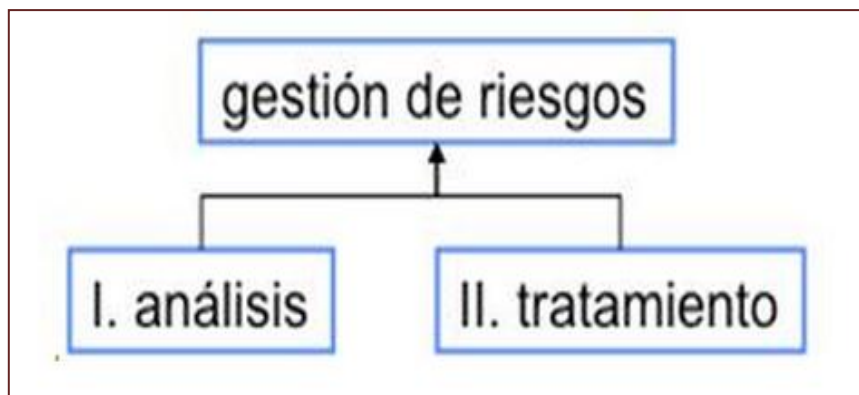 gestión de riesgos
I. análisis
II. tratamiento